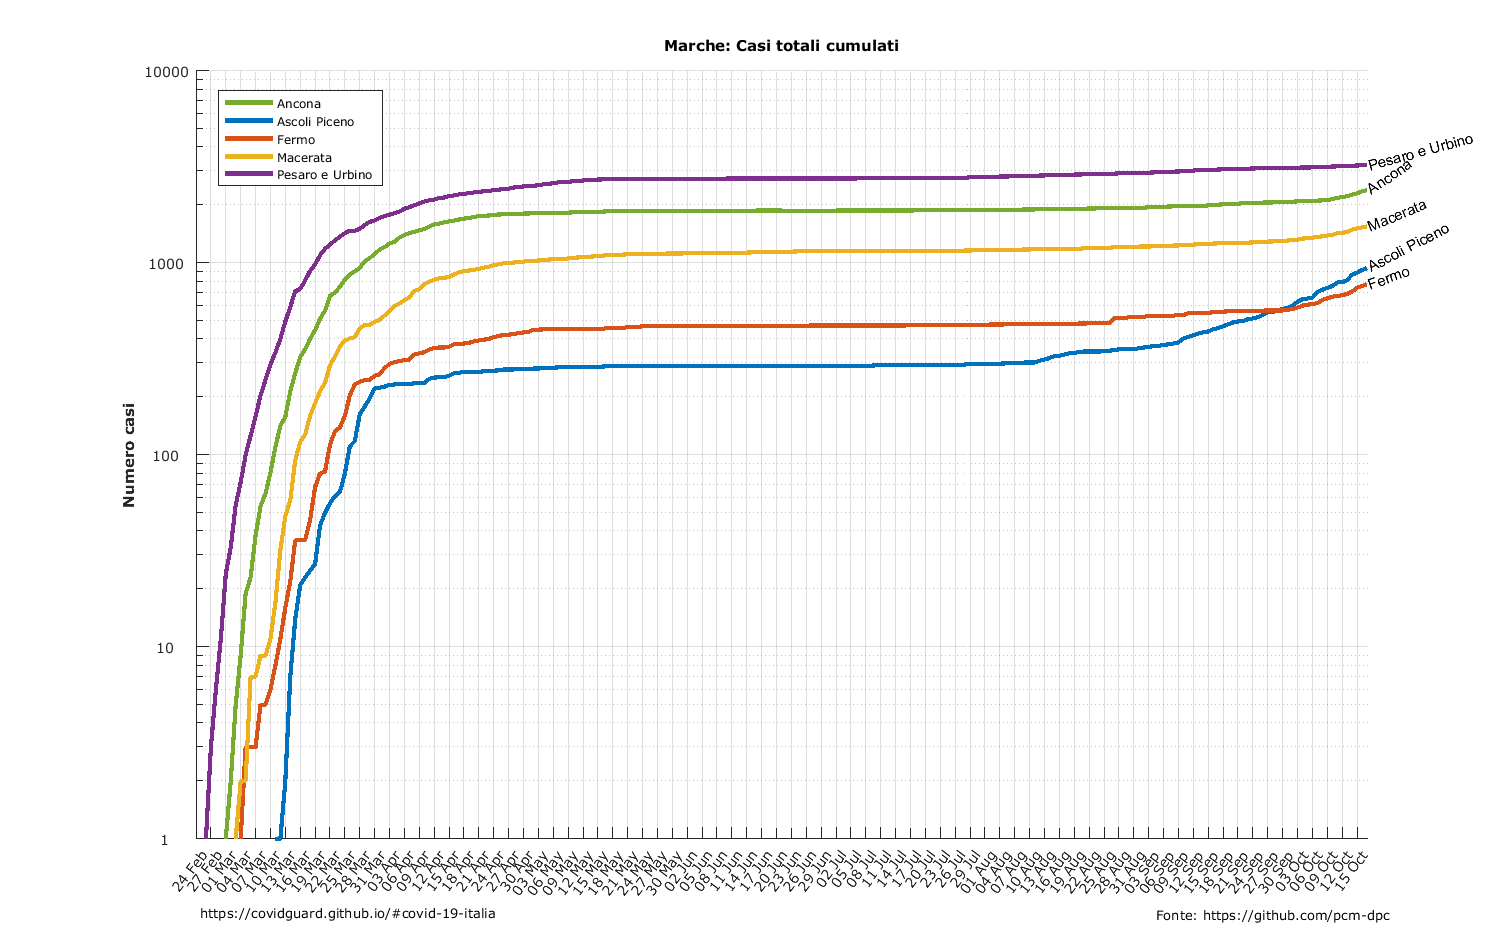 Marche: Casi totali cumulati
10000
1000
100
10
1
Numero casi
Ancona
Ascoli Piceno
Fermo
Macerata
Pesaro e Urbino
Pesaro e Urbino
Ancona
Macerata
Ascoli Piceno
Fermo
24 Feb
27 Feb
01 Mar
04 Mar
07 Mar
10 Mar
13 Mar
16 Mar
19 Mar
22 Mar
25 Mar
28 Mar
31 Mar
03 Apr
06 Apr
09 Apr
12 Apr
15 Apr
18 Apr
21 Apr
24 Apr
27 Apr
30 Apr
03 May
06 May
09 May
12 May
15 May
18 May
21 May
24 May
27 May
30 May
02 Jun
05 Jun
08 Jun
11 Jun
14 Jun
17 Jun
20 Jun
23 Jun
26 Jun
29 Jun
02 Jul
05 Jul
08 Jul
11 Jul
14 Jul
17 Jul
20 Jul
23 Jul
26 Jul
29 Jul
01 Aug
04 Aug
07 Aug
10 Aug
13 Aug
16 Aug
19 Aug
22 Aug
25 Aug
28 Aug
31 Aug
03 Sep
06 Sep
09 Sep
12 Sep
15 Sep
18 Sep
21 Sep
24 Sep
27 Sep
30 Sep
03 Oct
06 Oct
09 Oct
12 Oct
15 Oct
https://covidguard.github.io/#covid-19-italia
Fonte: https://github.com/pcm-dpc